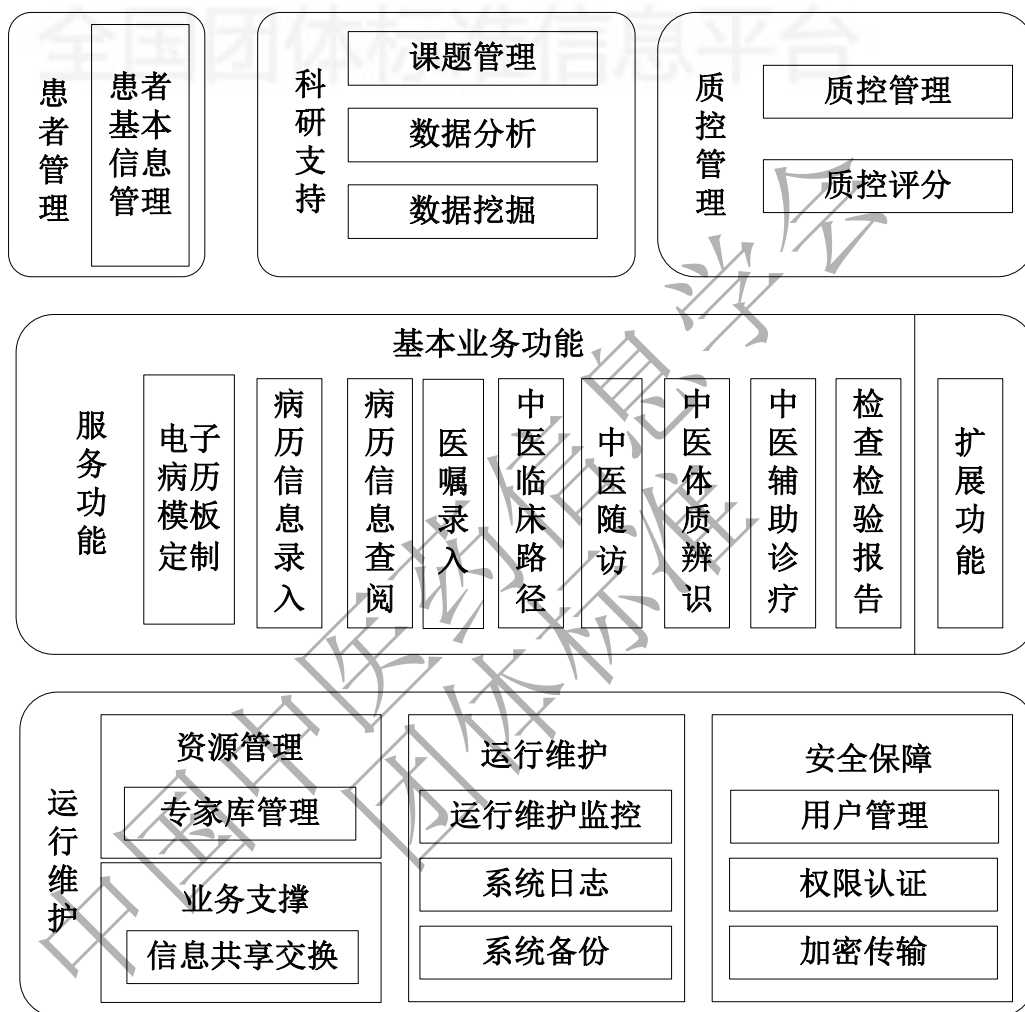 全国团体标准信息平台
患者管理
患者基本信息管理
科研支持
课题管理
数据分析
数据挖掘
质控管理
质控管理
质控评分
服务功能
基本业务功能
电子病历模板定制
病历信息录入
病历信息查阅
医嘱录入
中医临床路径
中医随访
中医体质辨识
中医辅助诊疗
检查检验报告
扩展功能
运行维护
资源管理
专家库管理
业务支撑
信息共享交换
运行维护
运行维护监控
系统日志
系统备份
安全保障
用户管理
权限认证
加密传输
中国中医药信息学会
团体标准